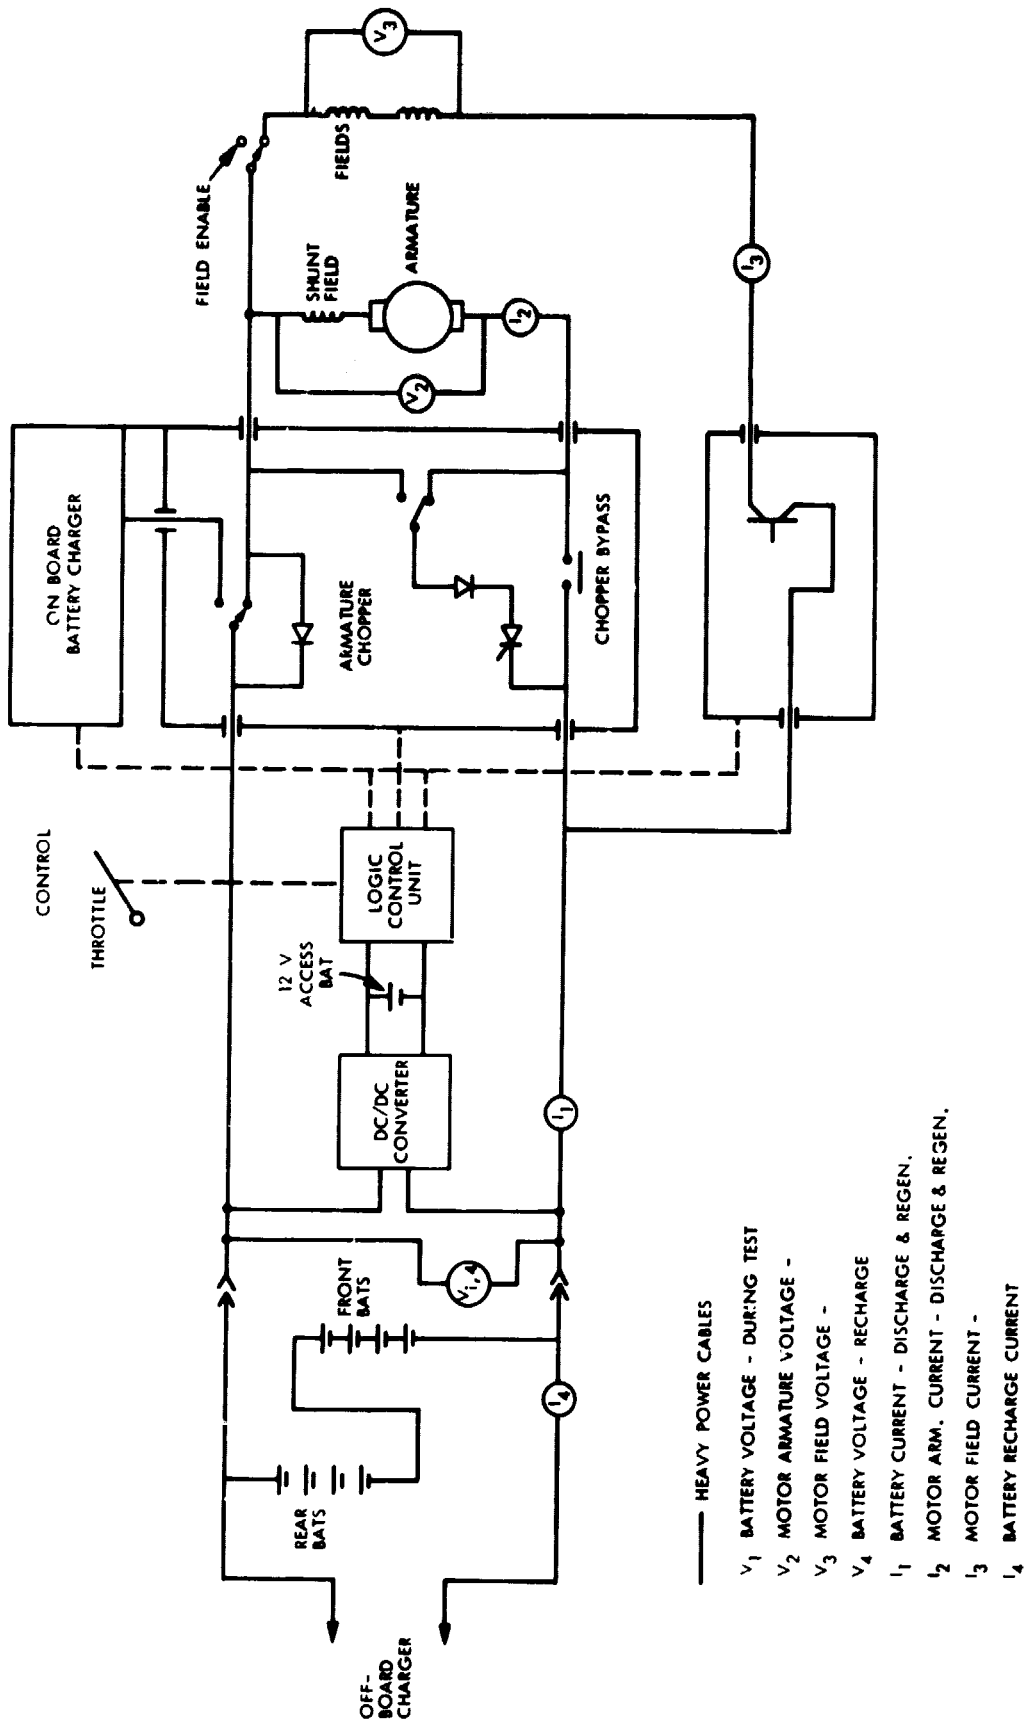 CONTROL
THROTTLE
ON BOARD
BATTERY CHARGER
FIELD ENABLE
V3
FIELDS
SHUNT
FIELD
ARMATURE
V2
I2
I3
ARMATURE
CHOPPER
CHOPPER BYPASS
LOGIC
CONTROL
UNIT
12 V
ACCESS
BAT
DC/DC
CONVERTER
I1
V1,4
FRONT
BATS
REAR
BATS
I4
OFF-
BOARD
CHARGER
HEAVY POWER CABLES
V1 BATTERY VOLTAGE - DURING TEST
V2 MOTOR ARMATURE VOLTAGE -
V3 MOTOR FIELD VOLTAGE -
V4 BATTERY VOLTAGE - RECHARGE
I1 BATTERY CURRENT - DISCHARGE & REGEN.
I2 MOTOR ARM. CURRENT - DISCHARGE & REGEN.
I3 MOTOR FIELD CURRENT -
I4 BATTERY RECHARGE CURRENT